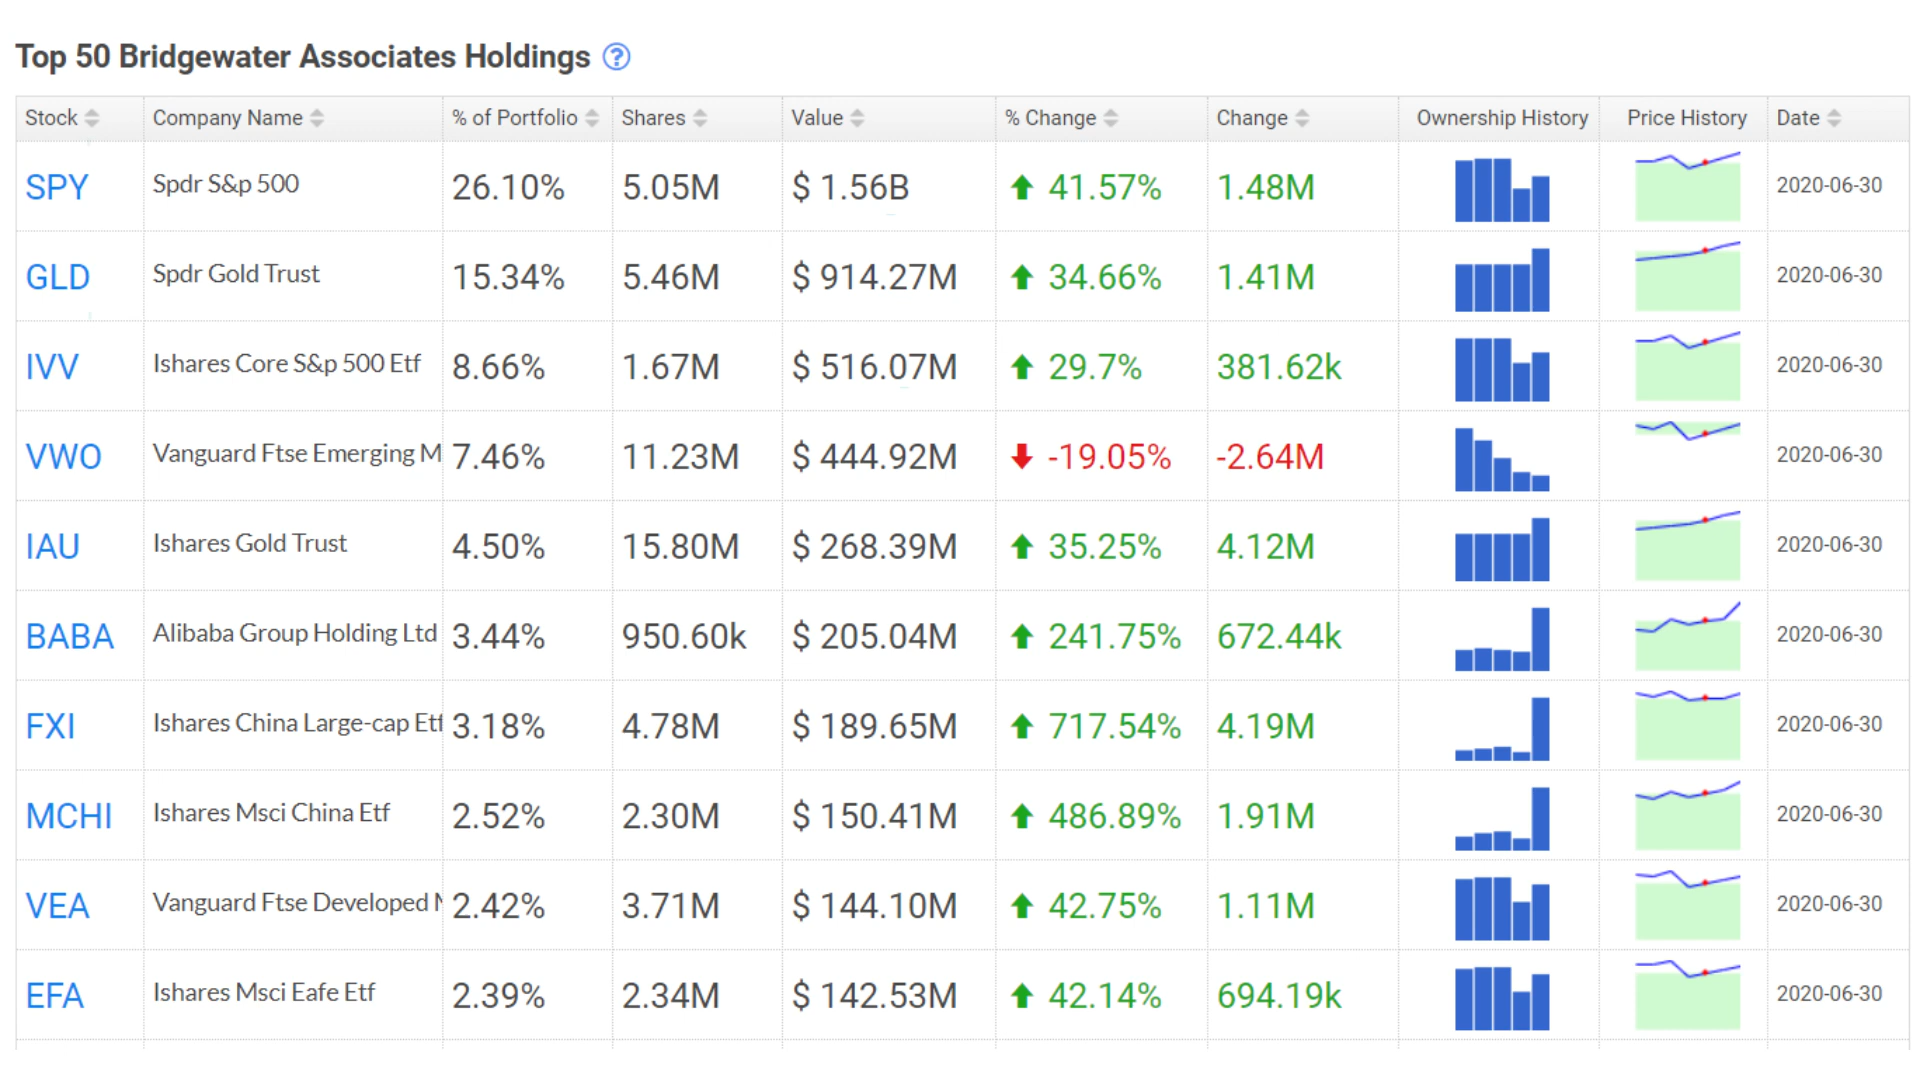 Top 50 Bridgewater Associates Holdings ?
Stock Company Name % of Portfolio Shares Value % Change Change Ownership History Price History Date
SPY Spdr S&p 500 26.10% 5.05M $ 1.56B 41.57% 1.48M 2020-06-30
GLD Spdr Gold Trust 15.34% 5.46M $ 914.27M 34.66% 1.41M 2020-06-30
IVV Ishares Core S&p 500 Etf 8.66% 1.67M $ 516.07M 29.7% 381.62k 2020-06-30
VWO Vanguard Ftse Emerging M 7.46% 11.23M $ 444.92M -19.05% -2.64M 2020-06-30
IAU Ishares Gold Trust 4.50% 15.80M $ 268.39M 35.25% 4.12M 2020-06-30
BABA Alibaba Group Holding Ltd 3.44% 950.60k $ 205.04M 241.75% 672.44k 2020-06-30
FXI Ishares China Large-cap Etf 3.18% 4.78M $ 189.65M 717.54% 4.19M 2020-06-30
MCHI Ishares Msci China Etf 2.52% 2.30M $ 150.41M 486.89% 1.91M 2020-06-30
VEA Vanguard Ftse Developed 2.42% 3.71M $ 144.10M 42.75% 1.11M 2020-06-30
EFA Ishares Msci Eafe Etf 2.39% 2.34M $ 142.53M 42.14% 694.19k 2020-06-30